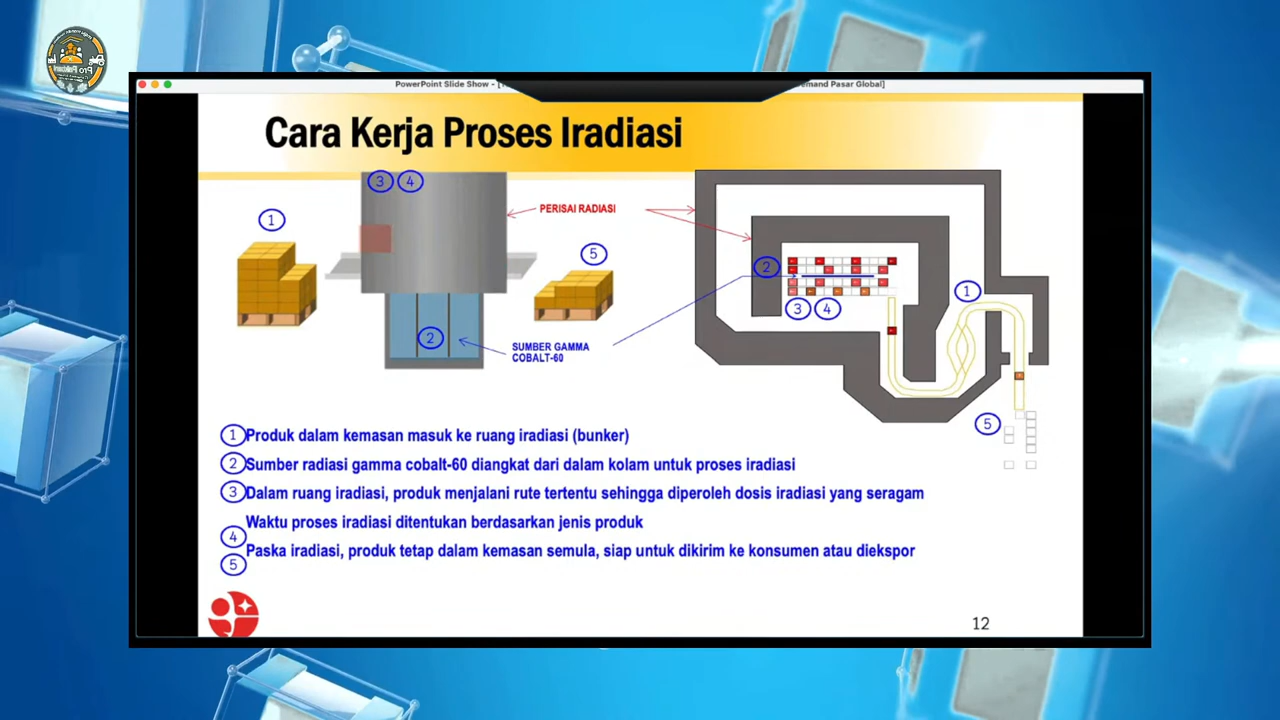 PowerPoint Slide Show - [
emand Pasar Global]
Cara Kerja Proses Iradiasi
3 4
1
PERISAI RADIASI
5
2
1
2
3 4
SUMBER GAMMA
COBALT-60
5
1 Produk dalam kemasan masuk ke ruang iradiasi (bunker)
2 Sumber radiasi gamma cobalt-60 diangkat dari dalam kolam untuk proses iradiasi
3 Dalam ruang iradiasi, produk menjalani rute tertentu sehingga diperoleh dosis iradiasi yang seragam
4 Waktu proses iradiasi ditentukan berdasarkan jenis produk
5 Paska iradiasi, produk tetap dalam kemasan semula, siap untuk dikirim ke konsumen atau diekspor
12